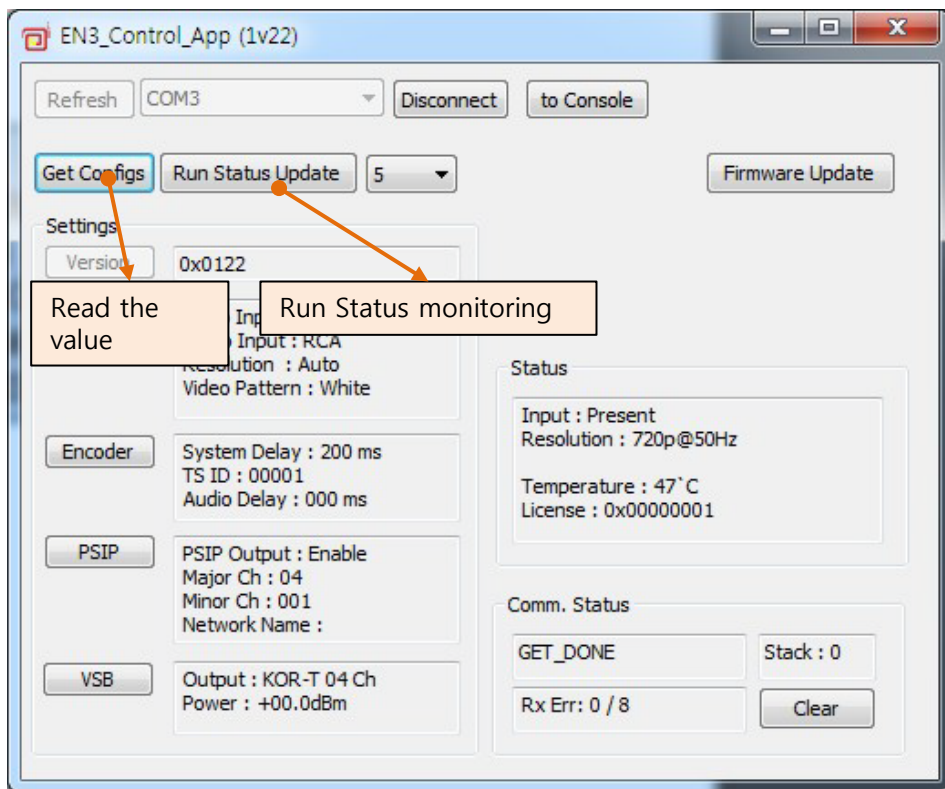 EN3_Control_App (1v22)
Refresh COM3 Disconnect to Console
Get Configs Run Status Update 5 Firmware Update
Settings
Version 0x0122
Read the
value
Run Status monitoring
Input : RCA
Resolution : Auto
Video Pattern : White
Encoder
System Delay : 200 ms
TS ID : 00001
Audio Delay : 000 ms
PSIP
PSIP Output : Enable
Major Ch : 04
Minor Ch : 001
Network Name :
VSB
Output : KOR-T 04 Ch
Power : +00.0dBm
Status
Input : Present
Resolution : 720p@50Hz
Temperature : 47`C
License : 0x00000001
Comm. Status
GET_DONE Stack : 0
Rx Err: 0 / 8 Clear